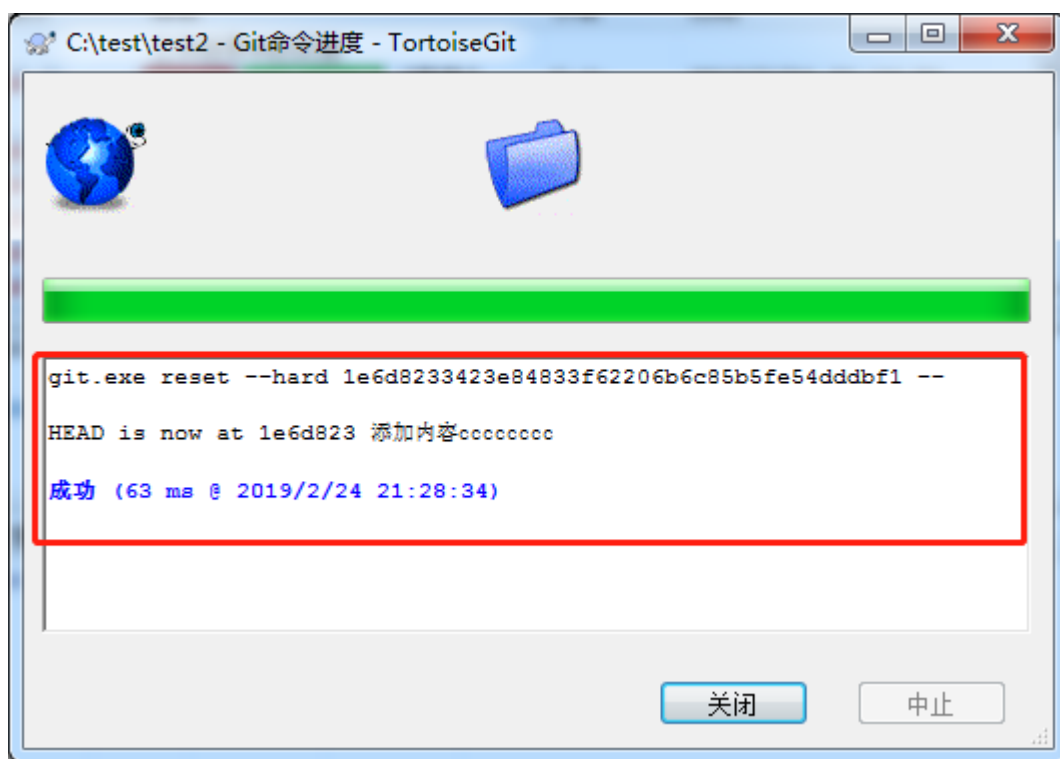 C:\test\test2 - Git命令进度 - TortoiseGit
git.exe reset --hard 1e6d8233423e84833f62206b6c85b5fe54dddbf1 --
HEAD is now at 1e6d823 添加内容ccccccccc
成功 (63 ms @ 2019/2/24 21:28:34)
关闭
中止